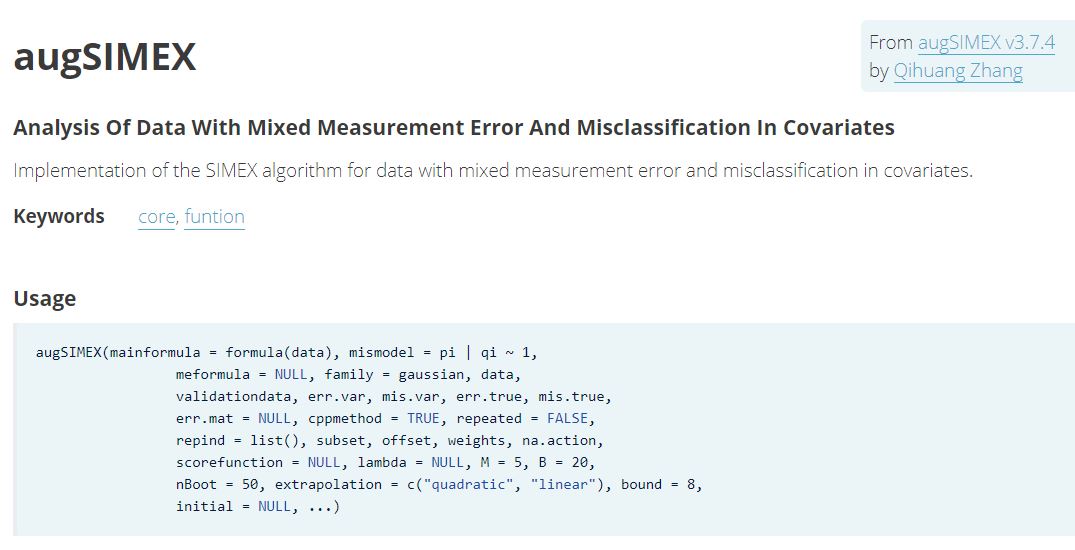 augSIMEX
From augSIMEX v3.7.4
by Qihuang Zhang
Analysis Of Data With Mixed Measurement Error And Misclassification In Covariates
Implementation of the SIMEX algorithm for data with mixed measurement error and misclassification in covariates.
Keywords core, funtion
Usage
augSIMEX(mainformula = formula(data), mismodel = pi | qi ~ 1,
meformula = NULL, family = gaussian, data,
validationdata, err.var, mis.var, err.true, mis.true,
err.mat = NULL, cppmethod = TRUE, repeated = FALSE,
repind = list(), subset, offset, weights, na.action,
scorefunction = NULL, lambda = NULL, M = 5, B = 20,
nBoot = 50, extrapolation = c("quadratic", "linear"), bound = 8,
initial = NULL, ...)